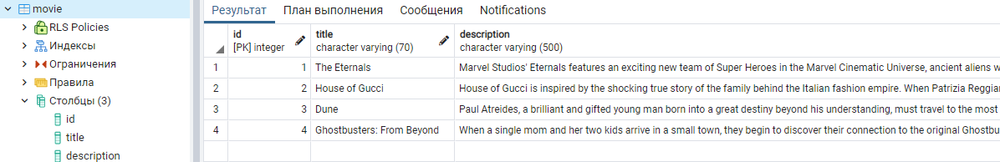 movie
RLS Policies
Индексы
Ограничения
Правила
Столбцы (3)
id
title
description
Результат План выполнения Сообщения Notifications
id title description
[PK] integer character varying (70) character varying (500)
1 1 The Eternals Marvel Studios' Eternals features an exciting new team of Super Heroes in the Marvel Cinematic Universe, ancient aliens w
2 2 House of Gucci House of Gucci is inspired by the shocking true story of the family behind the Italian fashion empire. When Patrizia Reggian
3 3 Dune Paul Atreides, a brilliant and gifted young man born into a great destiny beyond his understanding, must travel to the most
4 4 Ghostbusters: From Beyond When a single mom and her two kids arrive in a small town, they begin to discover their connection to the original Ghostbu